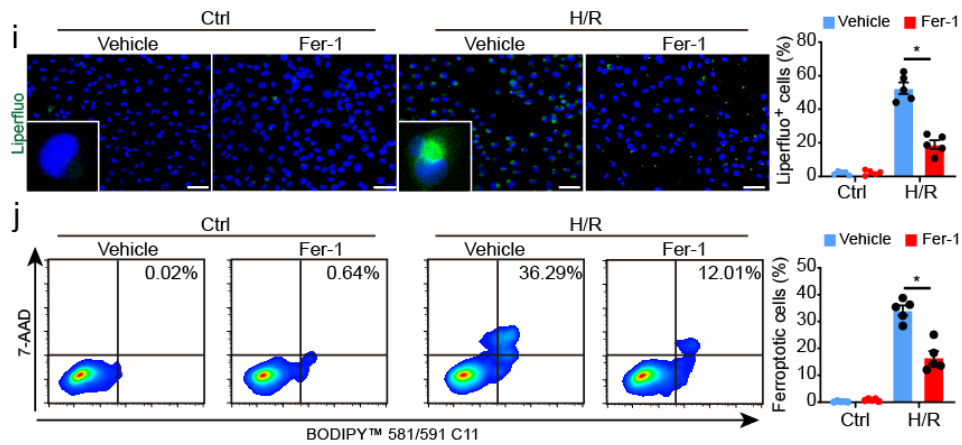 i
Ctrl
H/R
Vehicle
Fer-1
Vehicle
Fer-1
Liperfluo
Vehicle
Fer-1
Liperfluo⁺ cells (%)
80
60
40
20
0
*
Ctrl
H/R
j
Ctrl
H/R
Vehicle
Fer-1
Vehicle
Fer-1
0.02%
0.64%
36.29%
12.01%
7-AAD
BODIPY™ 581/591 C11
Vehicle
Fer-1
Ferroptotic cells (%)
50
40
30
20
10
0
*
Ctrl
H/R